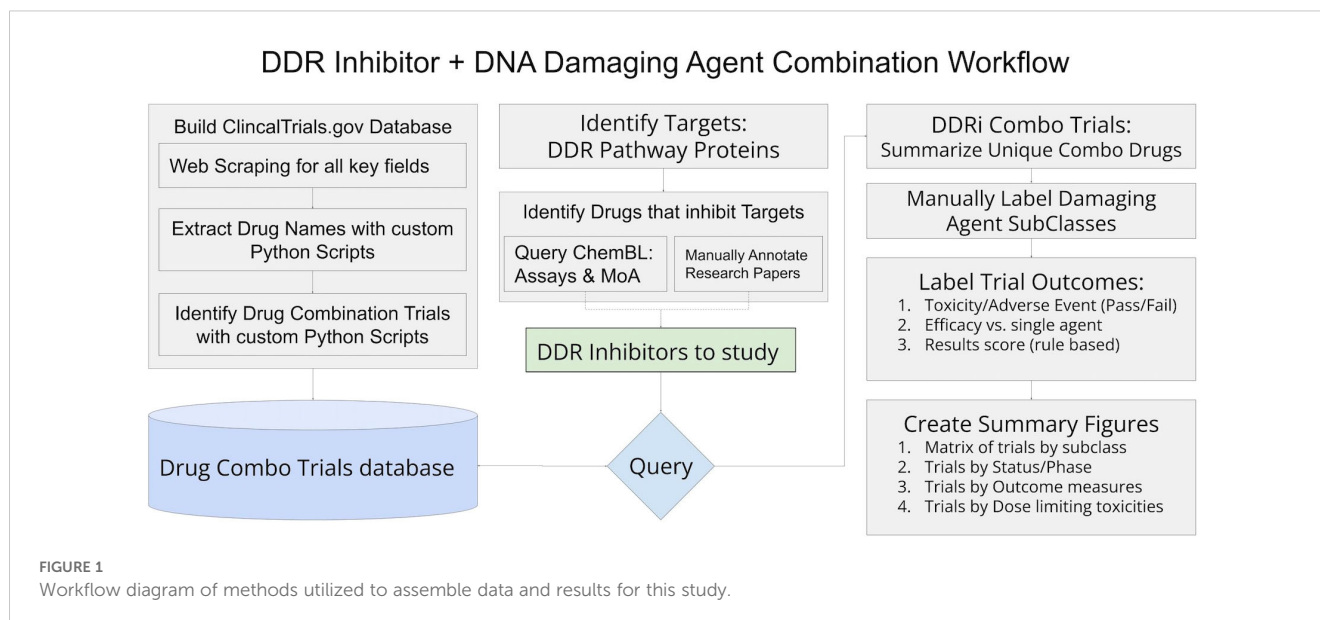 DDR Inhibitor + DNA Damaging Agent Combination Workflow
Build ClincalTrials.gov Database
Web Scraping for all key fields
Extract Drug Names with custom
Python Scripts
Identify Drug Combination Trials
with custom Python Scripts
Drug Combo Trials database
Identify Targets:
DDR Pathway Proteins
Identify Drugs that inhibit Targets
Query ChemBL:
Assays & MoA
Manually Annotate
Research Papers
DDR Inhibitors to study
Query
DDRi Combo Trials:
Summarize Unique Combo Drugs
Manually Label Damaging
Agent SubClasses
Label Trial Outcomes:
1. Toxicity/Adverse Event (Pass/Fail)
2. Efficacy vs. single agent
3. Results score (rule based)
Create Summary Figures
1. Matrix of trials by subclass
2. Trials by Status/Phase
3. Trials by Outcome measures
4. Trials by Dose limiting toxicities
FIGURE 1
Workflow diagram of methods utilized to assemble data and results for this study.